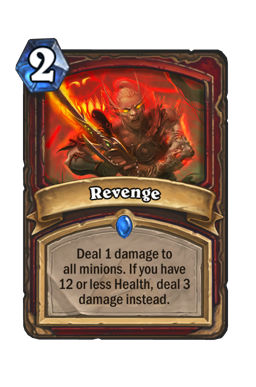 2
Revenge
Deal 1 damage to
all minions. If you have
12 or less Health, deal 3
damage instead.